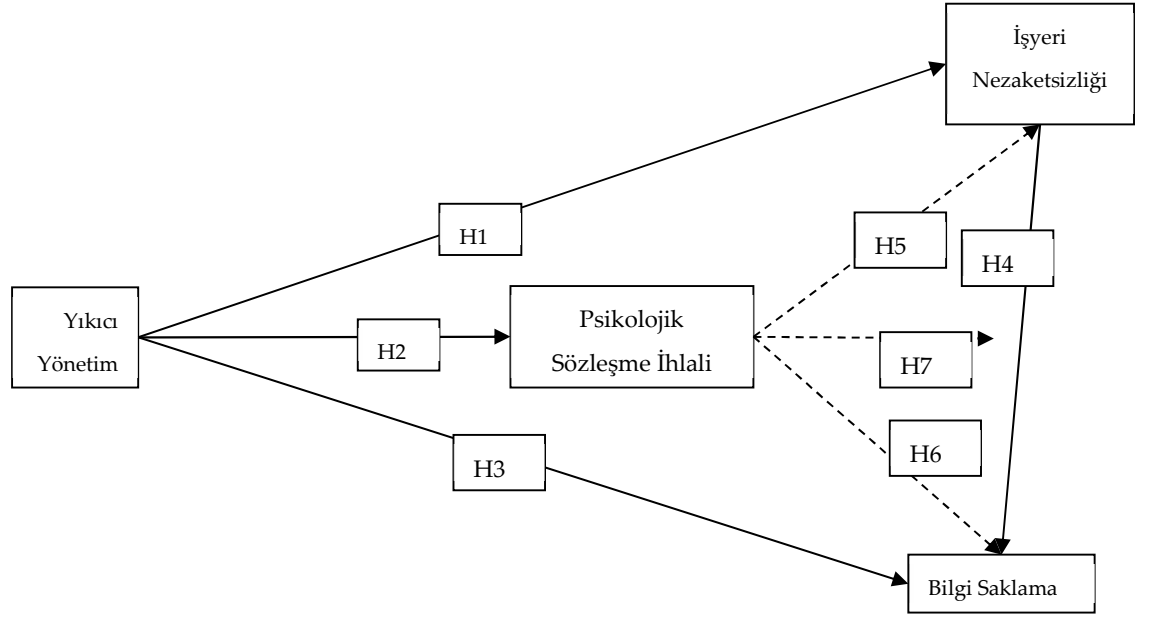 İşyeri
Nezaketsizliği
H1
H5
H4
Yıkıcı
Yönetim
H2
Psikolojik
Sözleşme İhlali
H7
H3
H6
Bilgi Saklama